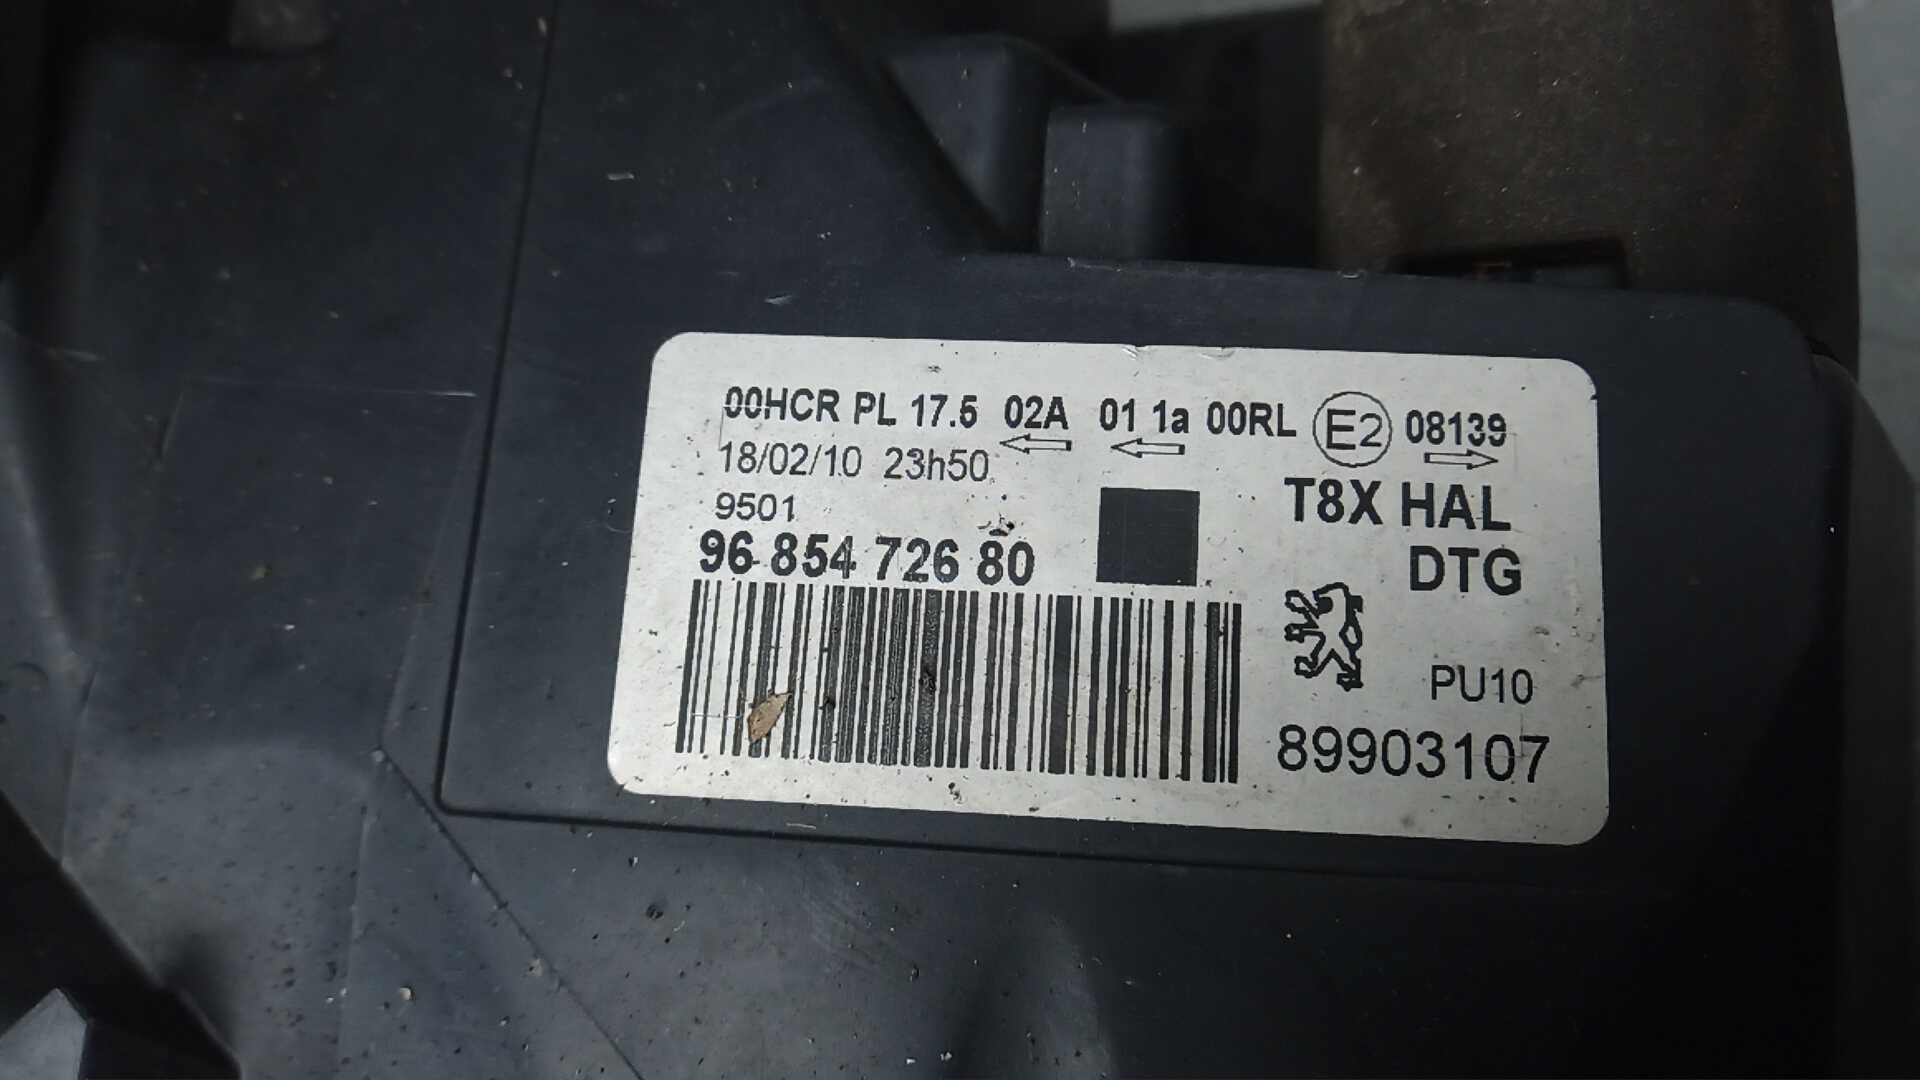 00HCR PL 17.5 02A 01 1a 00RL E2 08139
18/02/10 23h50
9501
T8X HAL
96 854 726 80
DTG
PU10
89903107